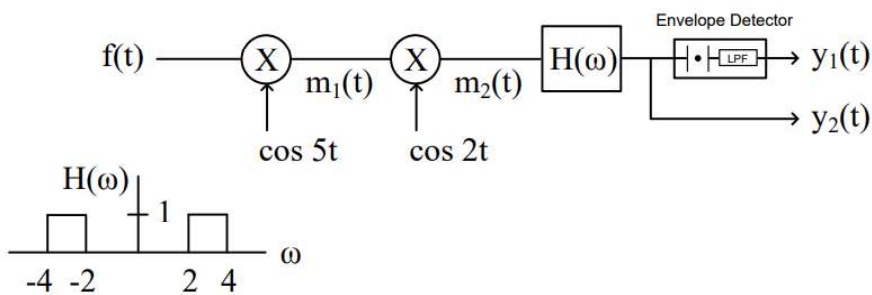 Envelope Detector
f(t) X X H(ω) |•| LPF y₁(t)
m₁(t) m₂(t)
y₂(t)
cos 5t cos 2t
H(ω)
1
ω
-4 -2 2 4